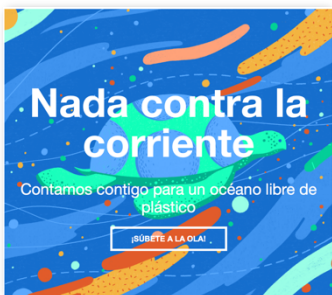 Nada contra la
corriente
Contamos contigo para un océano libre de
plástico
¡SÚBETE A LA OLA!